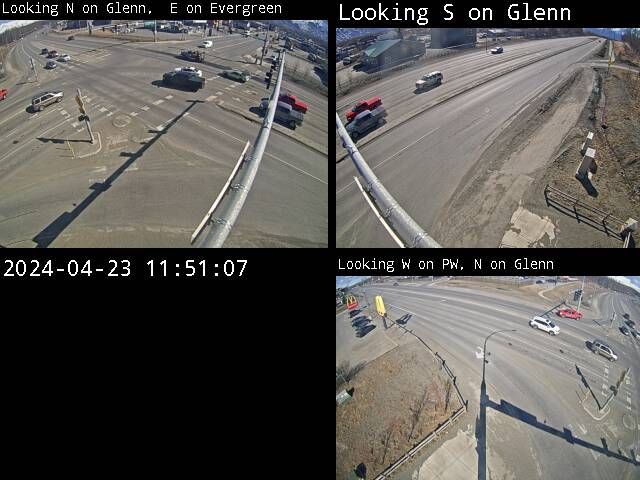 Looking N on Glenn,  E on Evergreen
Looking S on Glenn
2024-04-23 11:51:07
Looking W on PW, N on Glenn